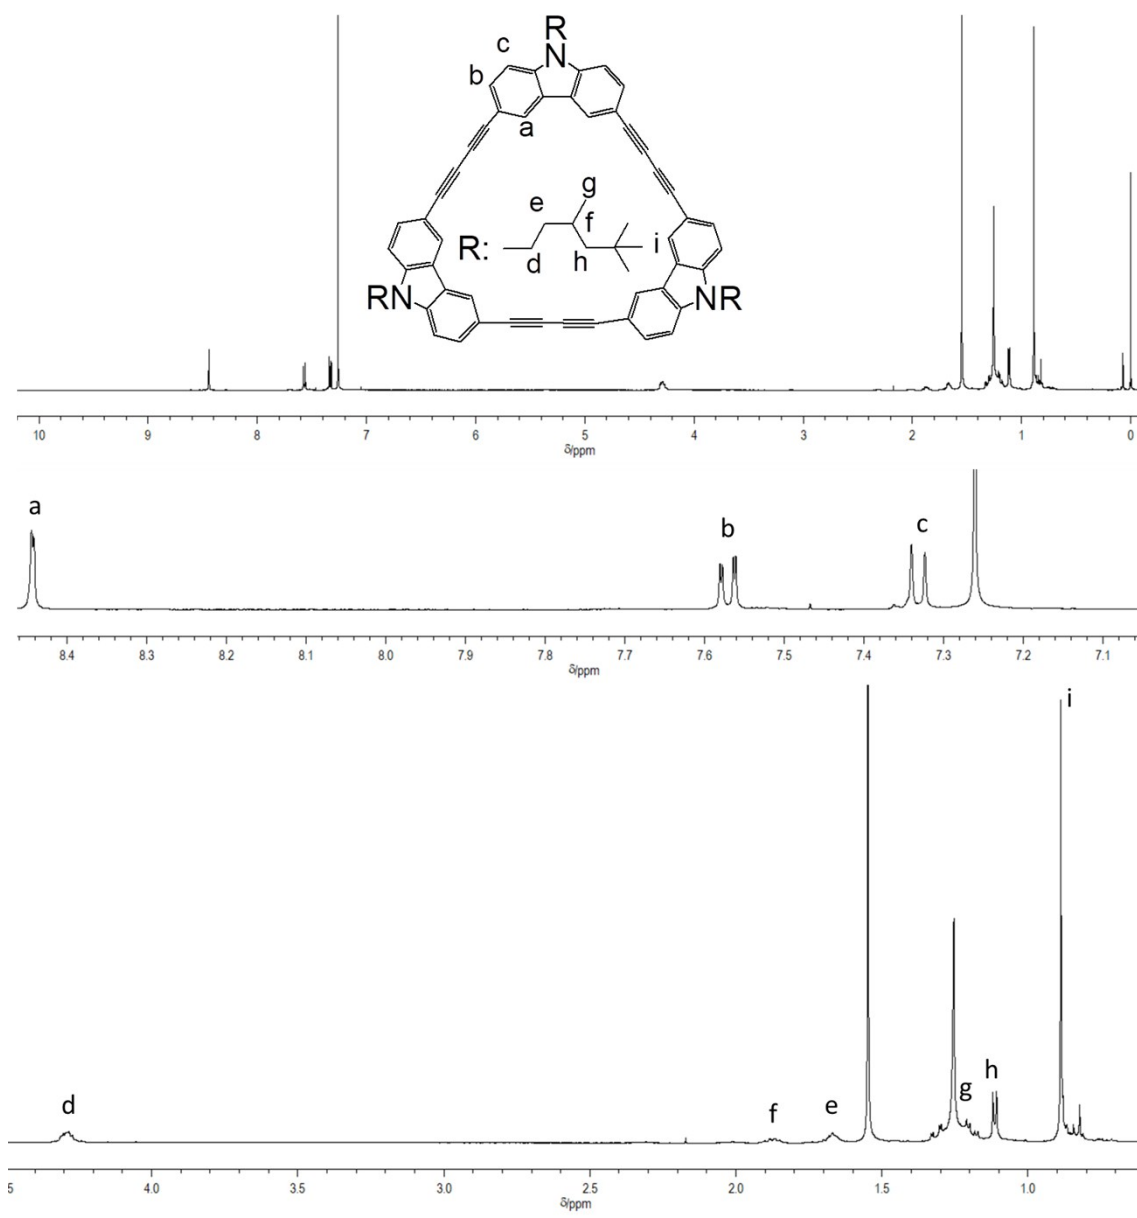 R
c N
b
a
g
e
f
R: i
d h
RN NR
10 9 8 7 6 5 4 3 2 1 0
δ/ppm
a b c
8.4 8.3 8.2 8.1 8.0 7.9 7.8 7.7 7.6 7.5 7.4 7.3 7.2 7.1
δ/ppm
i
h
g
d f e
5 4.0 3.5 3.0 2.5 2.0 1.5 1.0
δ/ppm